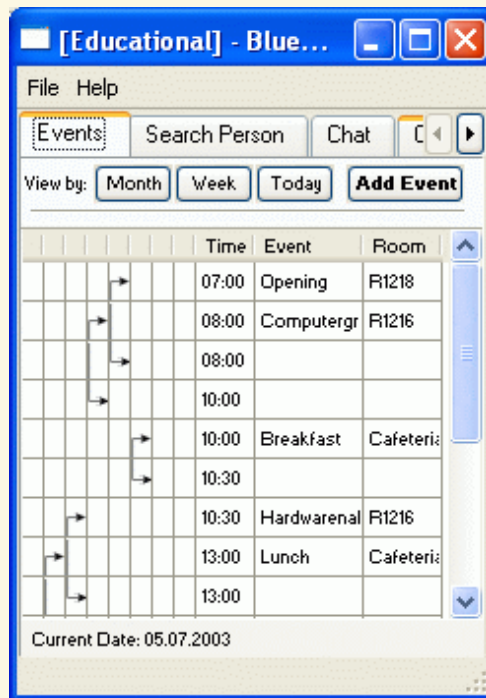 [Educational] - Blue...
File Help
Events Search Person Chat
View by: Month Week Today Add Event
Time Event Room
07:00 Opening R1218
08:00 Computergr R1216
08:00
10:00
10:00 Breakfast Cafeteria
10:30
10:30 Hardwarenal R1216
13:00 Lunch Cafeteria
13:00
Current Date: 05.07.2003